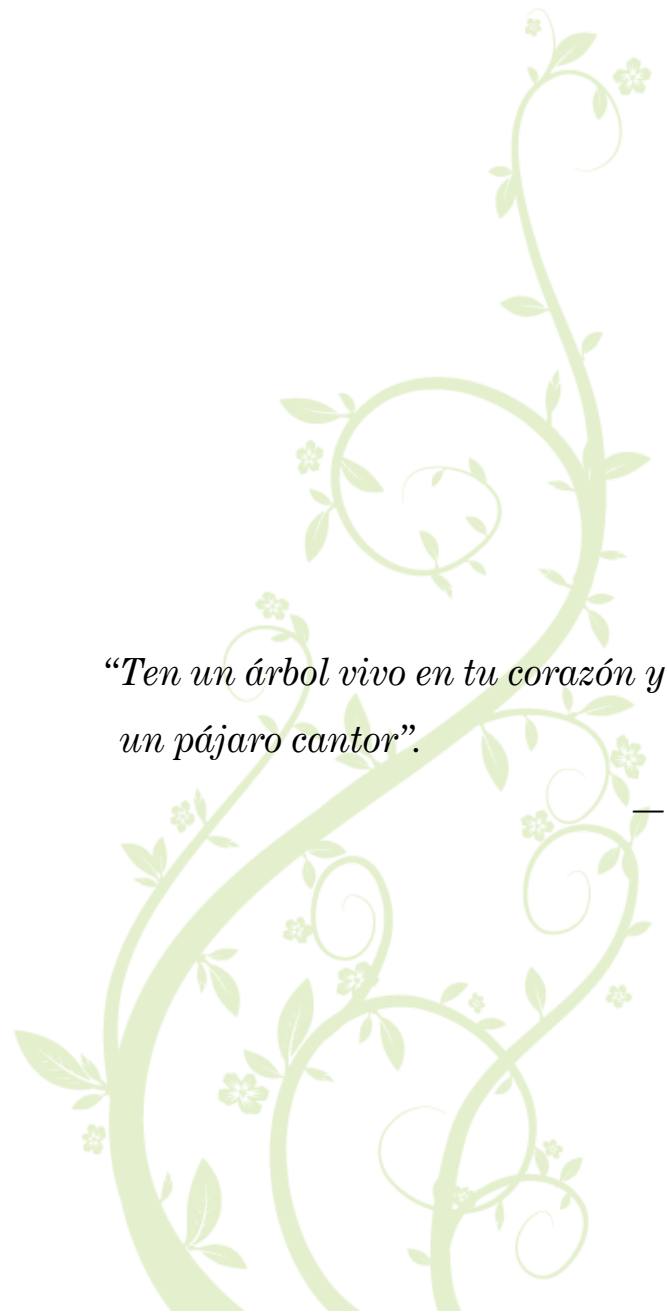 “Ten un árbol vivo en tu corazón y
un pájaro cantor”.
—